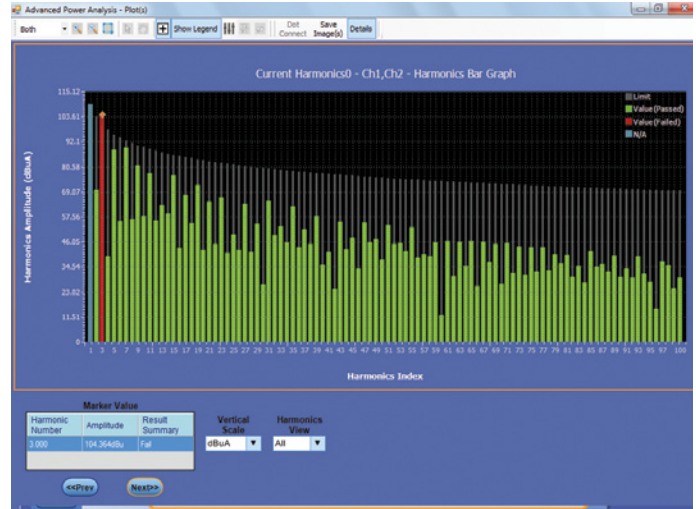 Advanced Power Analysis - Plot(s)
Both
Show Legend
Det Connect
Save Image(s)
Details
Current Harmonics0 - Ch1,Ch2 - Harmonics Bar Graph
Limit
Value(Passed)
Value(Failed)
N/A
Harmonics Amplitude (dBuA)
115.12
103.61
92.1
80.58
69.07
57.56
46.05
34.54
23.02
11.51
0
1 3 5 7 9 11 13 15 17 19 21 23 25 27 29 31 33 35 37 39 41 43 45 47 49 51 53 55 57 59 61 63 65 67 69 71 73 75 77 79 81 83 85 87 89 91 93 95 97 100
Harmonics Index
Marker Value
Harmonic Number
Amplitude
Result Summary
3.000 104.364dBu Fail
Vertical Scale
dBuA
Harmonics View
All
<<Prev
Next>>